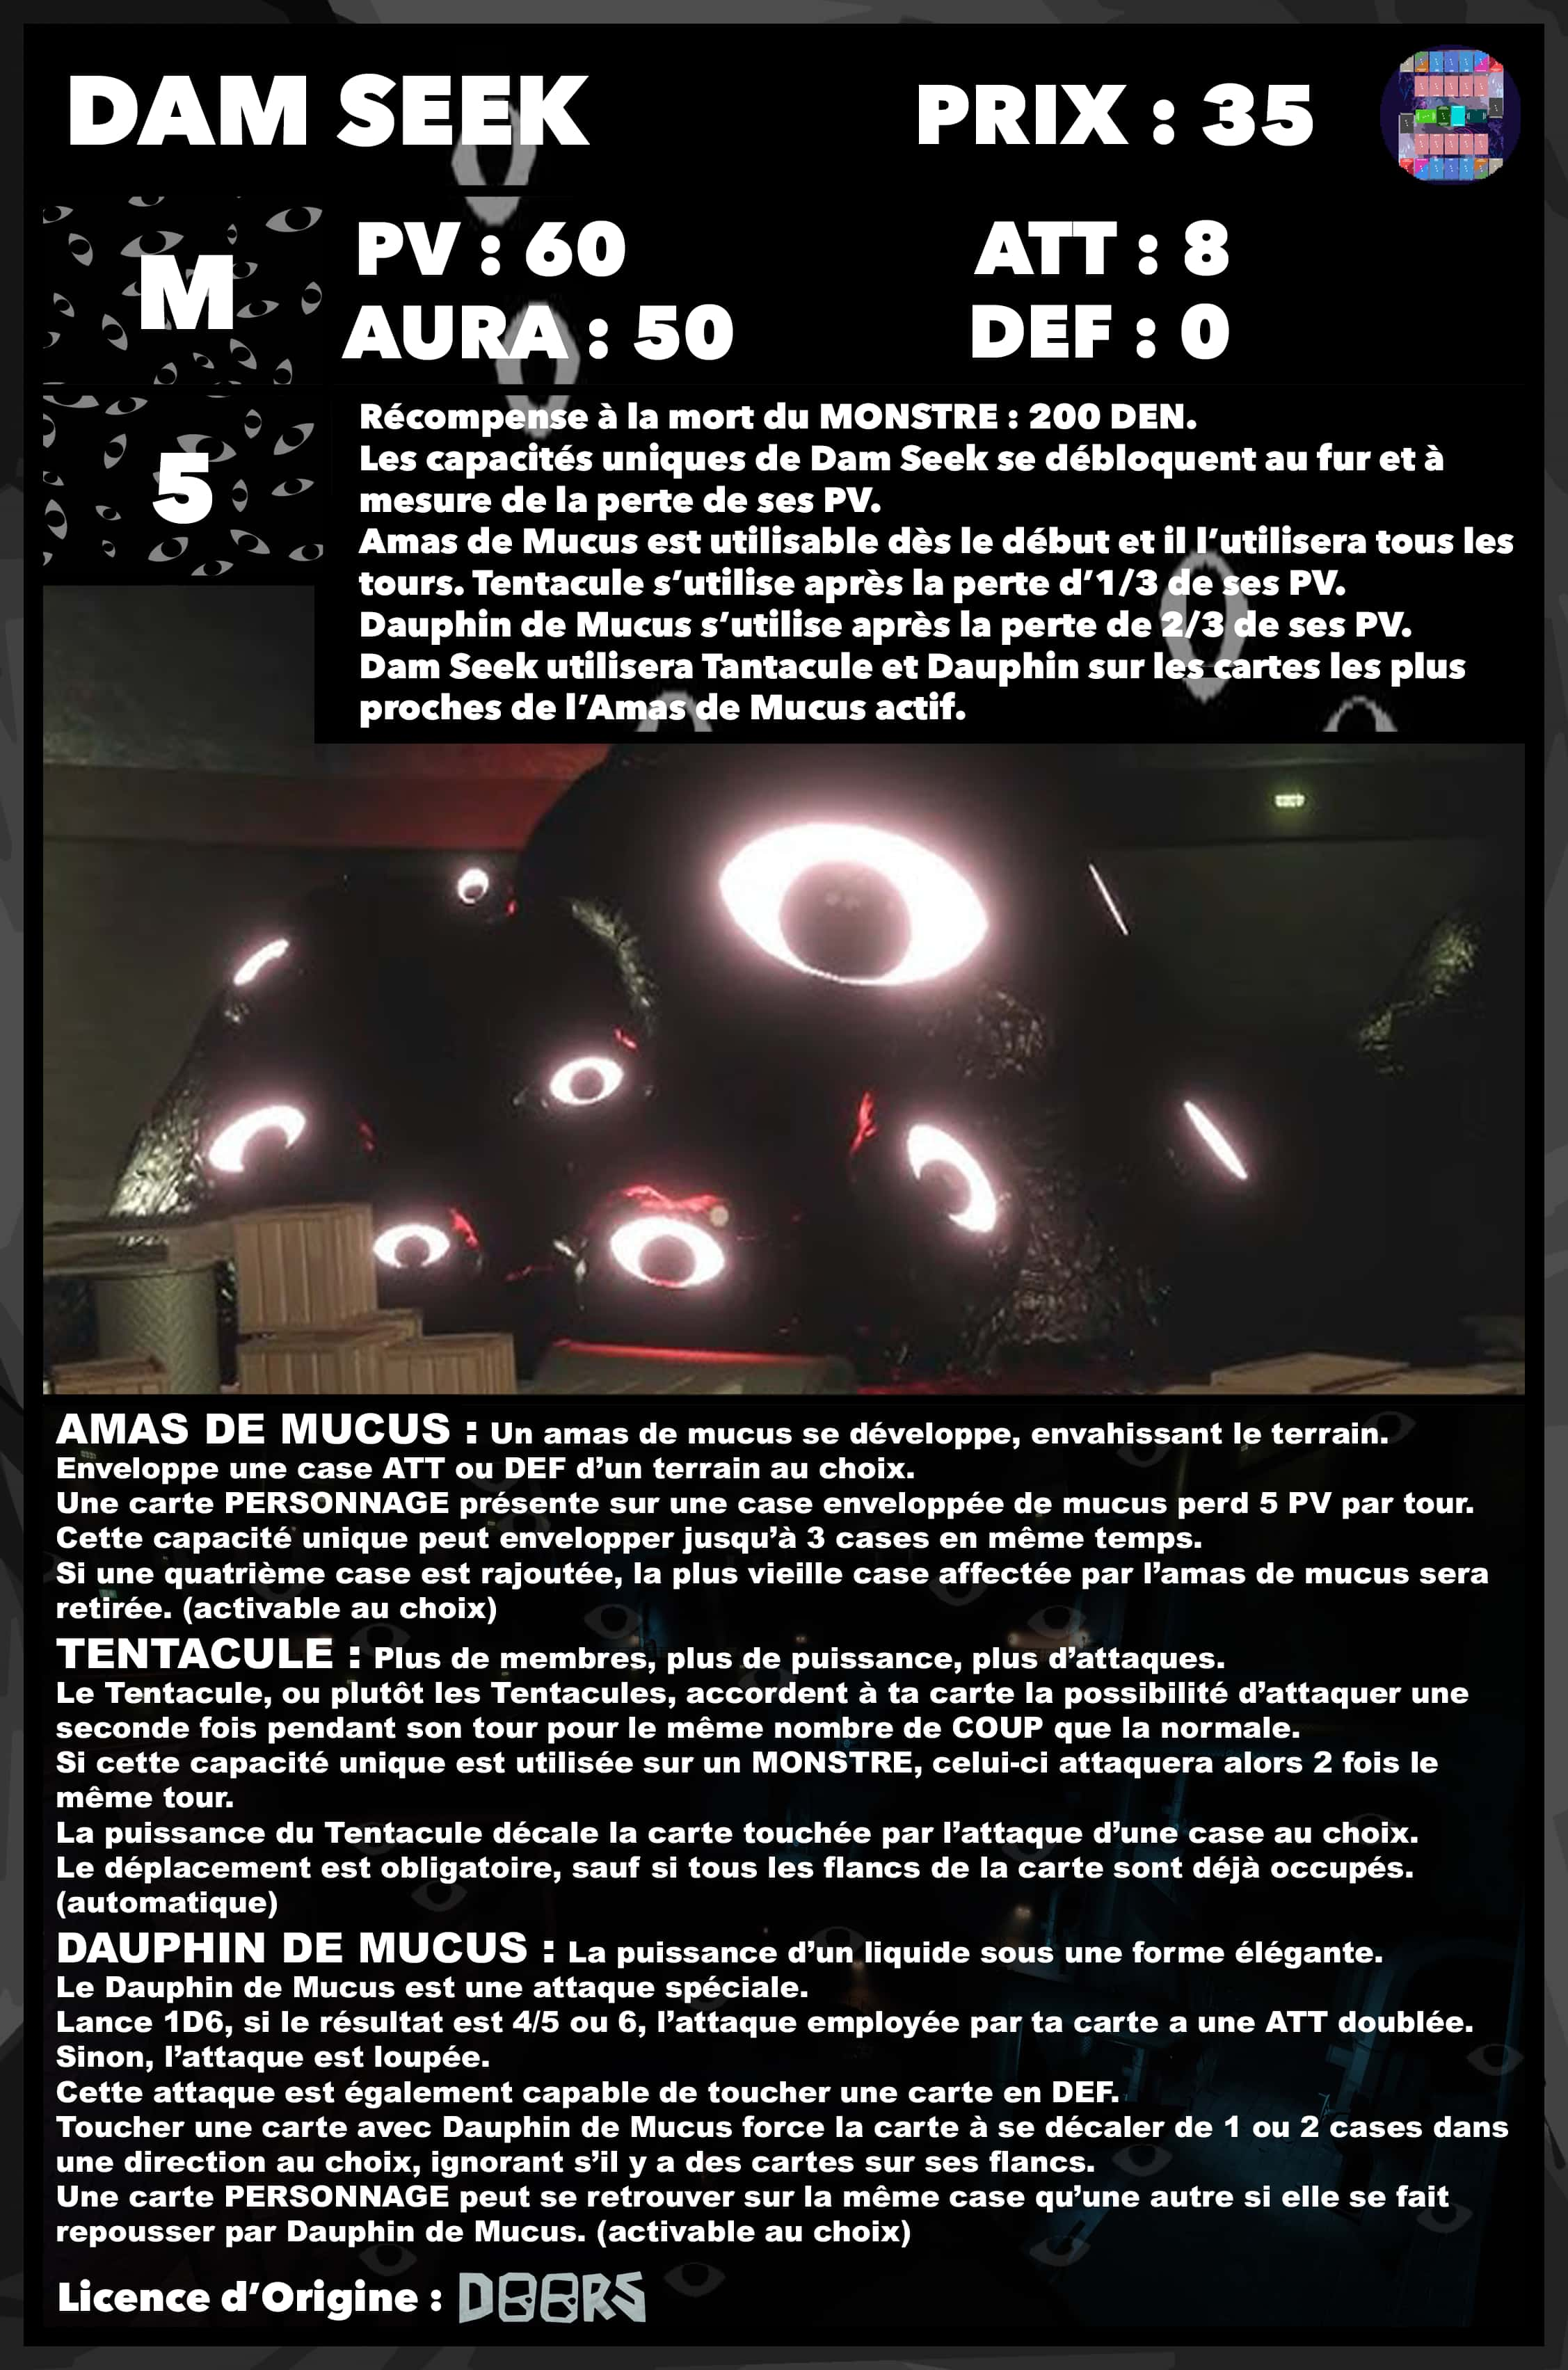 DAM SEEK
PRIX : 35
M
PV : 60
ATT : 8
AURA : 50
DEF : 0
5
Récompense à la mort du MONSTRE : 200 DEN.
Les capacités uniques de Dam Seek se débloquent au fur et à
mesure de la perte de ses PV.
Amas de Mucus est utilisable dès le début et il l’utilisera tous les
tours. Tentacule s’utilise après la perte d’1/3 de ses PV.
Dauphin de Mucus s’utilise après la perte de 2/3 de ses PV.
Dam Seek utilisera Tantacule et Dauphin sur les cartes les plus
proches de l’Amas de Mucus actif.
AMAS DE MUCUS : Un amas de mucus se développe, envahissant le terrain.
Enveloppe une case ATT ou DEF d’un terrain au choix.
Une carte PERSONNAGE présente sur une case enveloppée de mucus perd 5 PV par tour.
Cette capacité unique peut envelopper jusqu’à 3 cases en même temps.
Si une quatrième case est rajoutée, la plus vieille case affectée par l’amas de mucus sera
retirée. (activable au choix)
TENTACULE : Plus de membres, plus de puissance, plus d’attaques.
Le Tentacule, ou plutôt les Tentacules, accordent à ta carte la possibilité d’attaquer une
seconde fois pendant son tour pour le même nombre de COUP que la normale.
Si cette capacité unique est utilisée sur un MONSTRE, celui-ci attaquera alors 2 fois le
même tour.
La puissance du Tentacule décale la carte touchée par l’attaque d’une case au choix.
Le déplacement est obligatoire, sauf si tous les flancs de la carte sont déjà occupés.
(automatique)
DAUPHIN DE MUCUS : La puissance d’un liquide sous une forme élégante.
Le Dauphin de Mucus est une attaque spéciale.
Lance 1D6, si le résultat est 4/5 ou 6, l’attaque employée par ta carte a une ATT doublée.
Sinon, l’attaque est loupée.
Cette attaque est également capable de toucher une carte en DEF.
Toucher une carte avec Dauphin de Mucus force la carte à se décaler de 1 ou 2 cases dans
une direction au choix, ignorant s’il y a des cartes sur ses flancs.
Une carte PERSONNAGE peut se retrouver sur la même case qu’une autre si elle se fait
repousser par Dauphin de Mucus. (activable au choix)
Licence d’Origine : DOORS